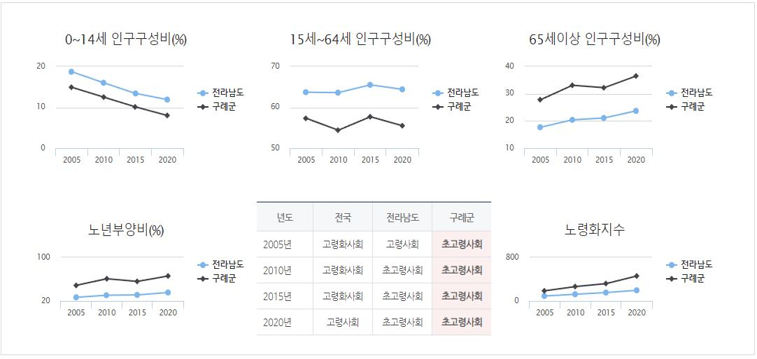 0~14세 인구구성비(%)
20
10
0
2005 2010 2015 2020
전라남도
구례군
15세~64세 인구구성비(%)
70
60
50
2005 2010 2015 2020
전라남도
구례군
65세이상 인구구성비(%)
40
30
20
10
2005 2010 2015 2020
전라남도
구례군
노년부양비(%)
100
20
2005 2010 2015 2020
전라남도
구례군
년도 전국 전라남도 구례군
2005년 고령화사회 고령사회 초고령사회
2010년 고령화사회 초고령사회 초고령사회
2015년 고령화사회 초고령사회 초고령사회
2020년 고령사회 초고령사회 초고령사회
노령화지수
800
0
2005 2010 2015 2020
전라남도
구례군